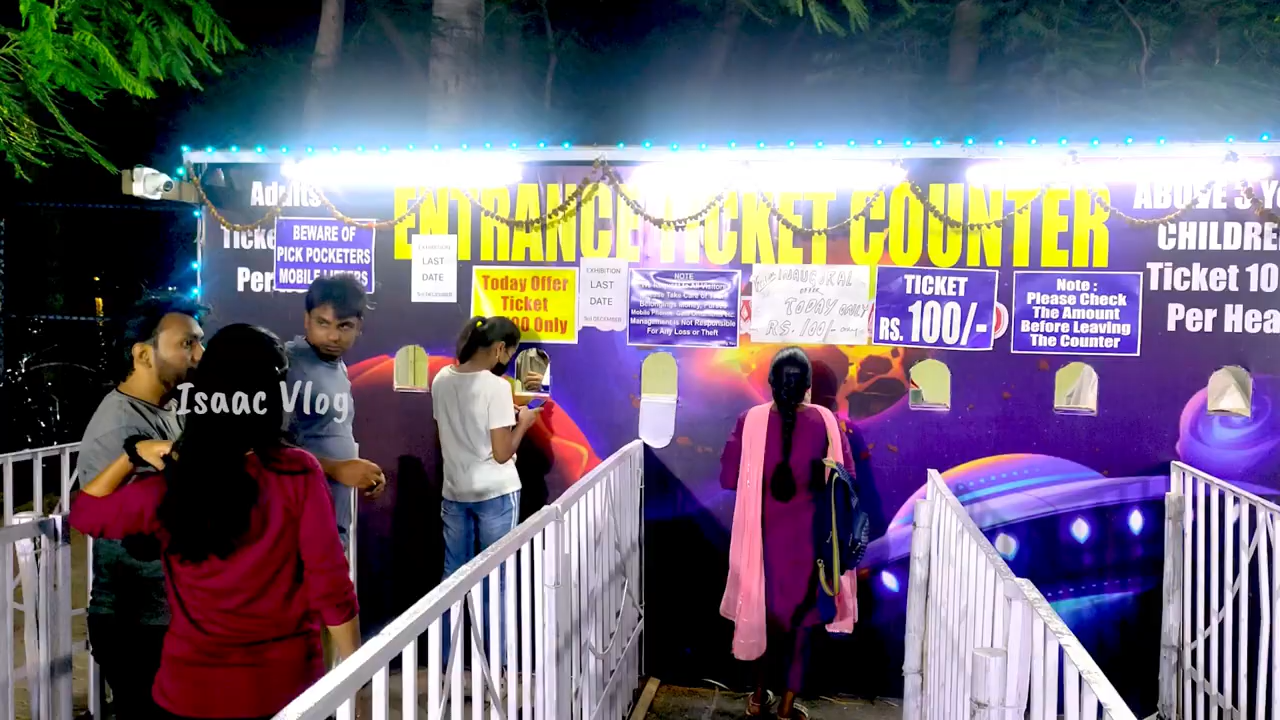 Adults
Ticke
Per
BEWARE OF
PICK POCKETERS
MOBILE LIFTERS
ENTRANCE TICKET COUNTER
EXHIBITION
LAST
DATE
Today Offer
Ticket
00 Only
EXHIBITION
LAST
DATE
NOTE
Management is Not Responsible
For Any Loss or Theft
TODAY ONLY
RS. 100/-
TICKET
RS. 100/-
Note :
Please Check
The Amount
Before Leaving
The Counter
ABOVE 3 Y
CHILDRE
Ticket 10
Per Hea
Isaac Vlog